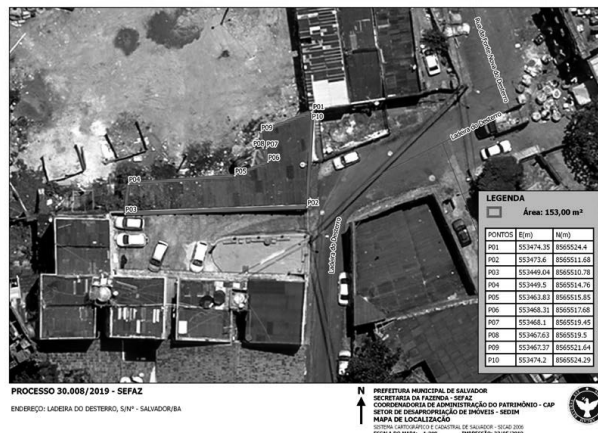 Rua da Fonte Nova do Desterro
Ladeira do Desterro
P01
P10
P09
P08 P07
P06
P05
P04
P03
P02
Ladeira do Desterro
LEGENDA
Área: 153,00 m²
PONTOS E(m) N(m)
P01 553474.35 8565524.4
P02 553473.6 8565511.68
P03 553449.04 8565510.78
P04 553449.5 8565514.76
P05 553463.83 8565515.85
P06 553468.31 8565517.68
P07 553468.1 8565519.45
P08 553467.63 8565519.5
P09 553467.37 8565521.64
P10 553474.2 8565524.29
PROCESSO 30.008/2019 - SEFAZ
ENDEREÇO: LADEIRA DO DESTERRO, S/Nº - SALVADOR/BA
N
PREFEITURA MUNICIPAL DE SALVADOR
SECRETARIA DA FAZENDA - SEFAZ
COORDENADORIA DE ADMINISTRAÇÃO DO PATRIMÔNIO - CAP
SETOR DE DESAPROPRIAÇÃO DE IMÓVEIS - SEDIM
MAPA DE LOCALIZAÇÃO
SISTEMA CARTOGRÁFICO E CADASTRAL DE SALVADOR - SICAD 2006